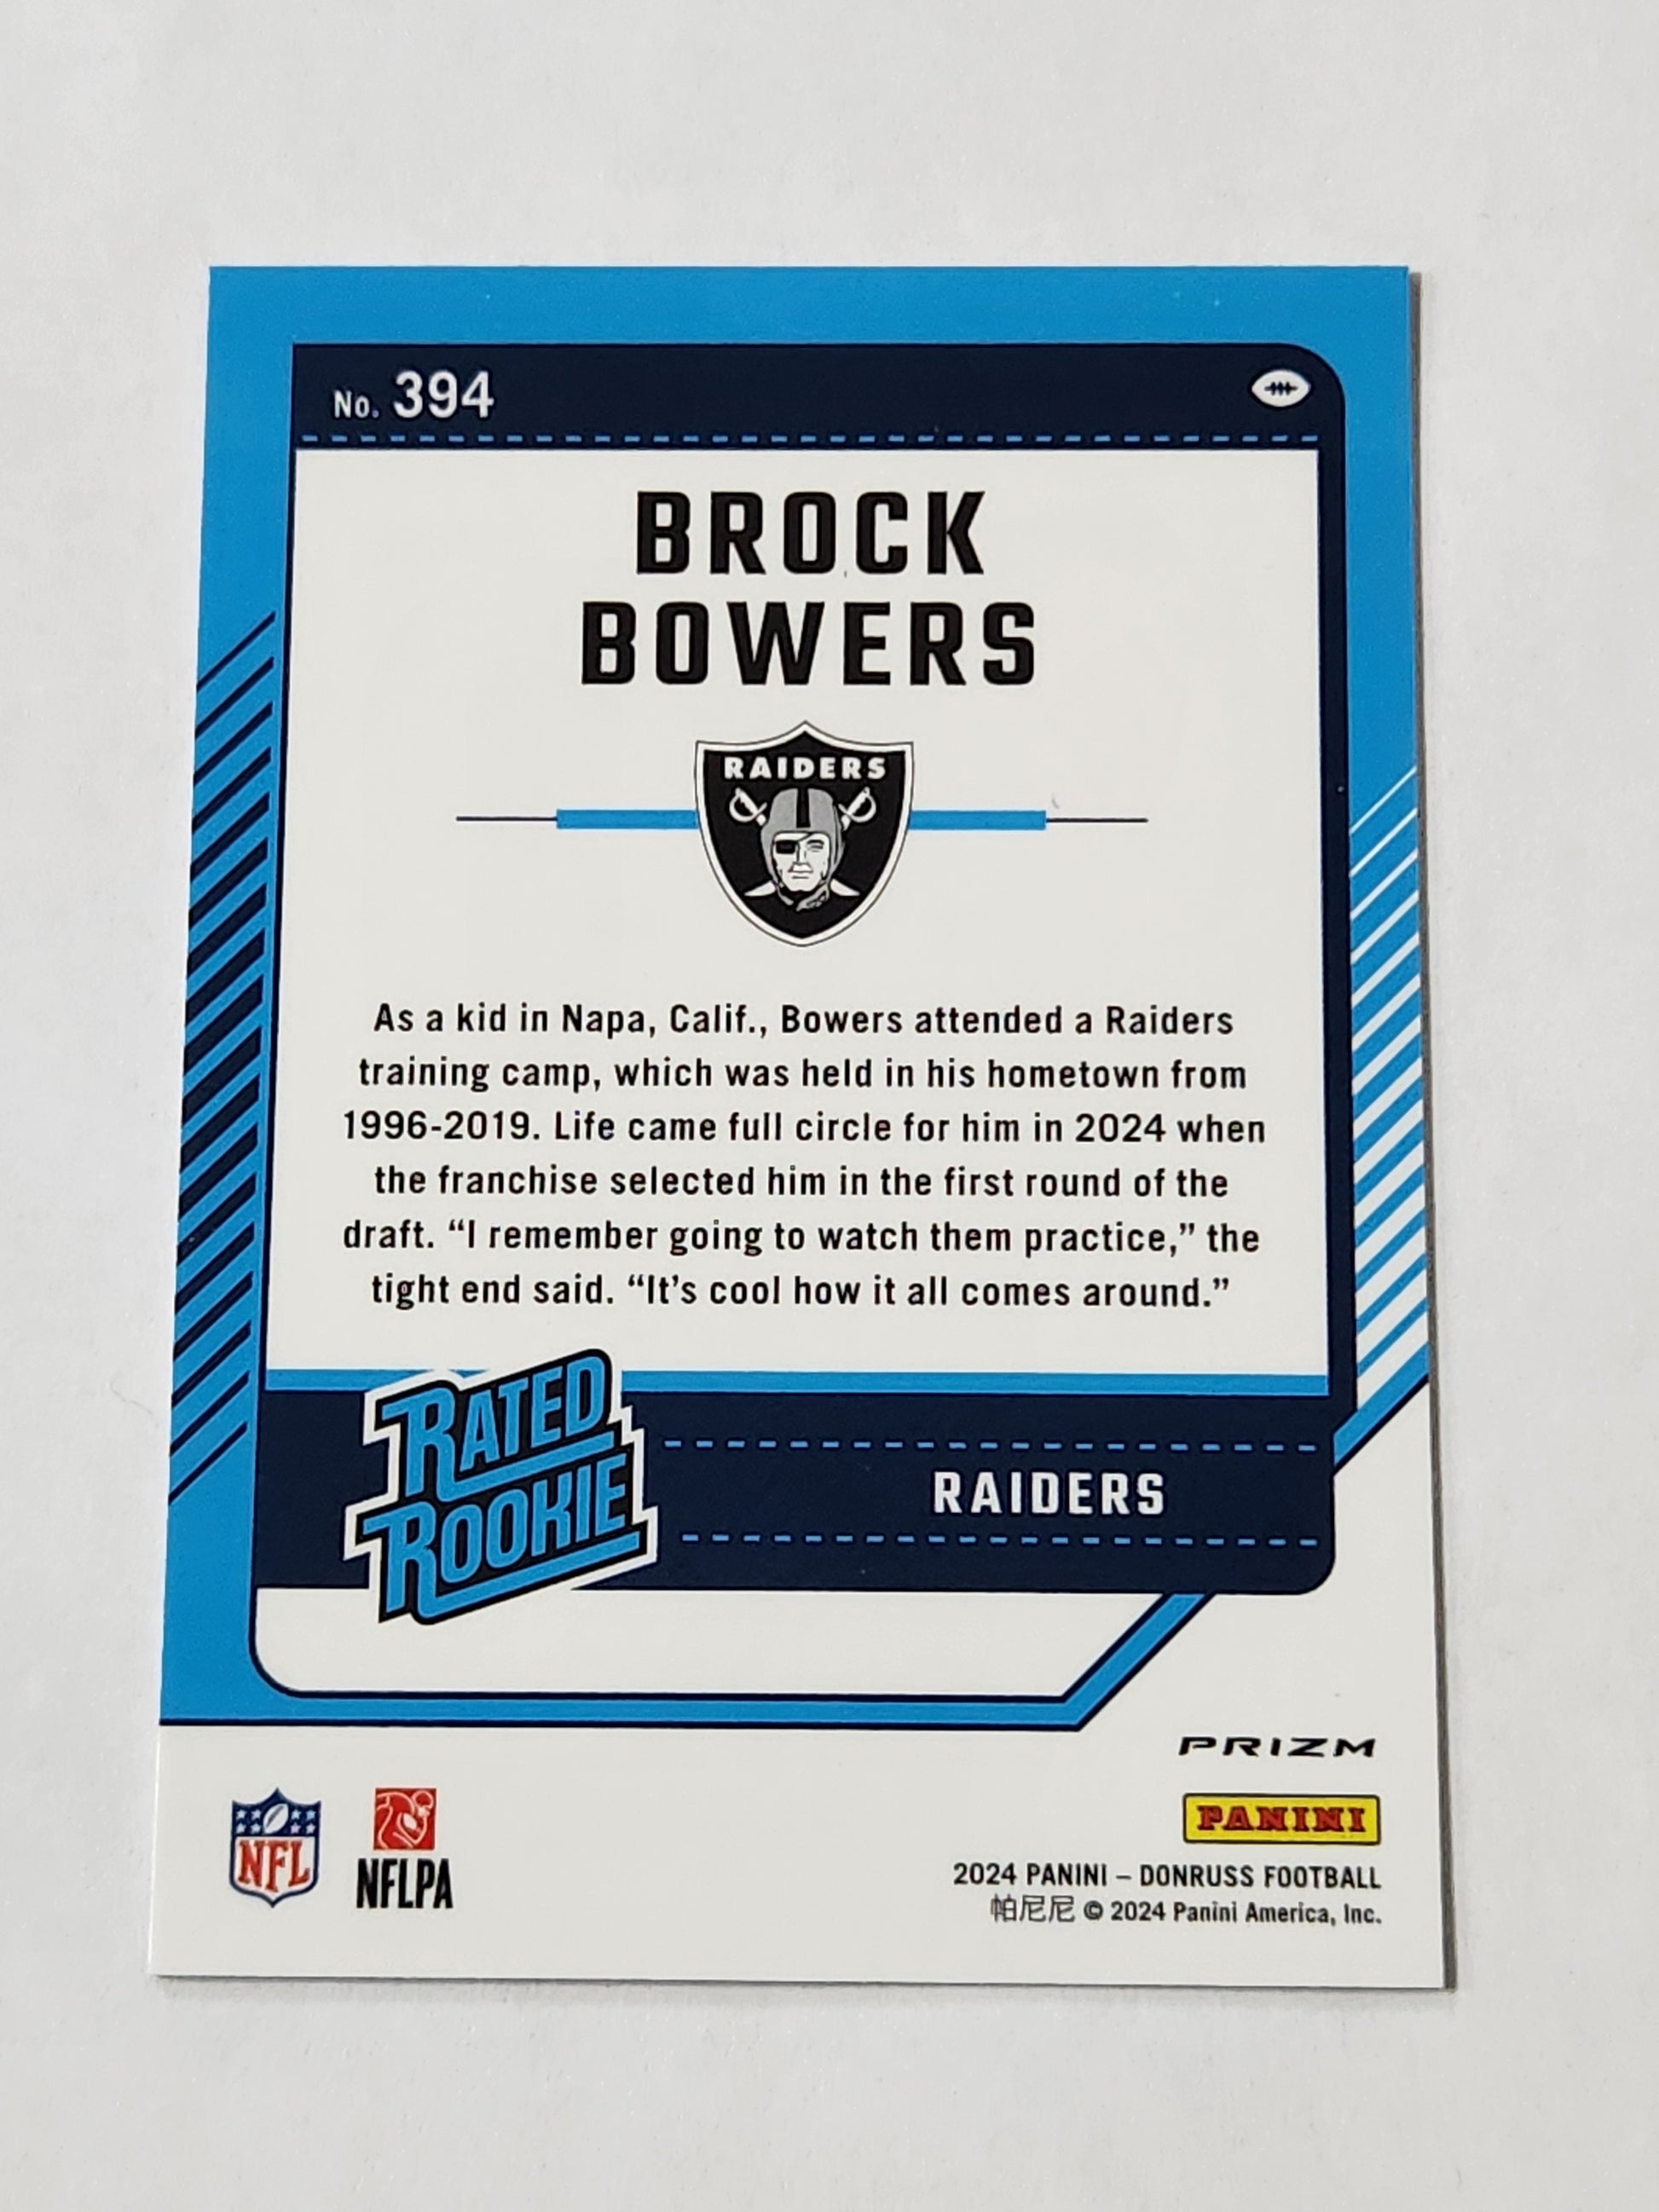 No. 394
BROCK
BOWERS
RAIDERS
As a kid in Napa, Calif., Bowers attended a Raiders
training camp, which was held in his hometown from
1996-2019. Life came full circle for him in 2024 when
the franchise selected him in the first round of the
draft. “I remember going to watch them practice,” the
tight end said. “It’s cool how it all comes around.”
RATED
ROOKIE
RAIDERS
PRIZM
PANINI
NFL
NFLPA
2024 PANINI – DONRUSS FOOTBALL
帕尼尼 © 2024 Panini America, Inc.